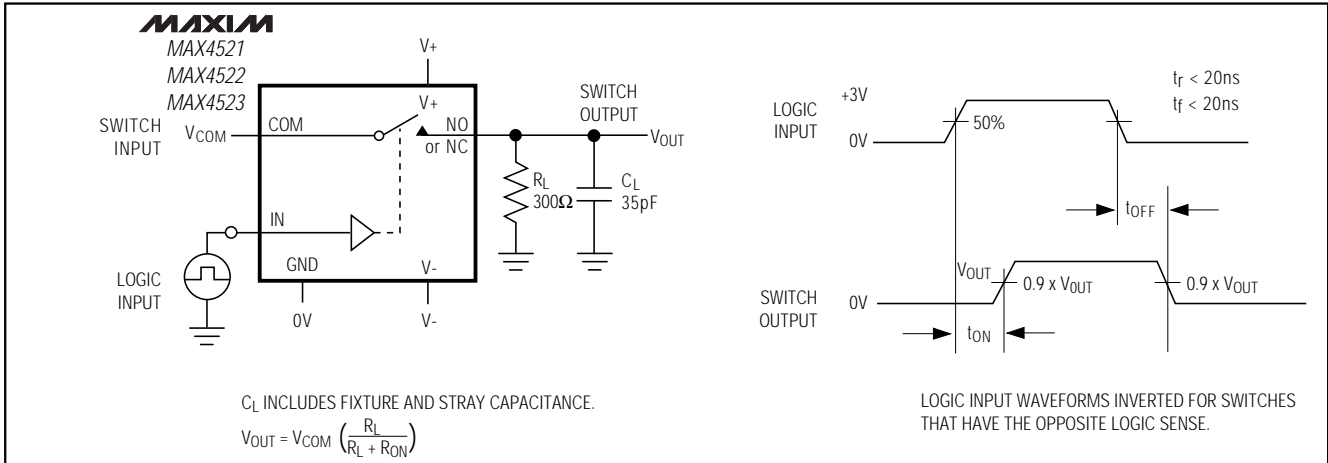 MAXIM
MAX4521
MAX4522
MAX4523
V+
V+
SWITCH
INPUT
VCOM
COM
NO
or NC
SWITCH
OUTPUT
VOUT
RL
300Ω
CL
35pF
IN
GND
V-
LOGIC
INPUT
0V
V-
CL INCLUDES FIXTURE AND STRAY CAPACITANCE.
VOUT = VCOM (RL / RL + RON)
tr < 20ns
tf < 20ns
LOGIC
INPUT
+3V
0V
50%
tOFF
VOUT
0.9 x VOUT
0.9 x VOUT
SWITCH
OUTPUT
0V
tON
LOGIC INPUT WAVEFORMS INVERTED FOR SWITCHES
THAT HAVE THE OPPOSITE LOGIC SENSE.